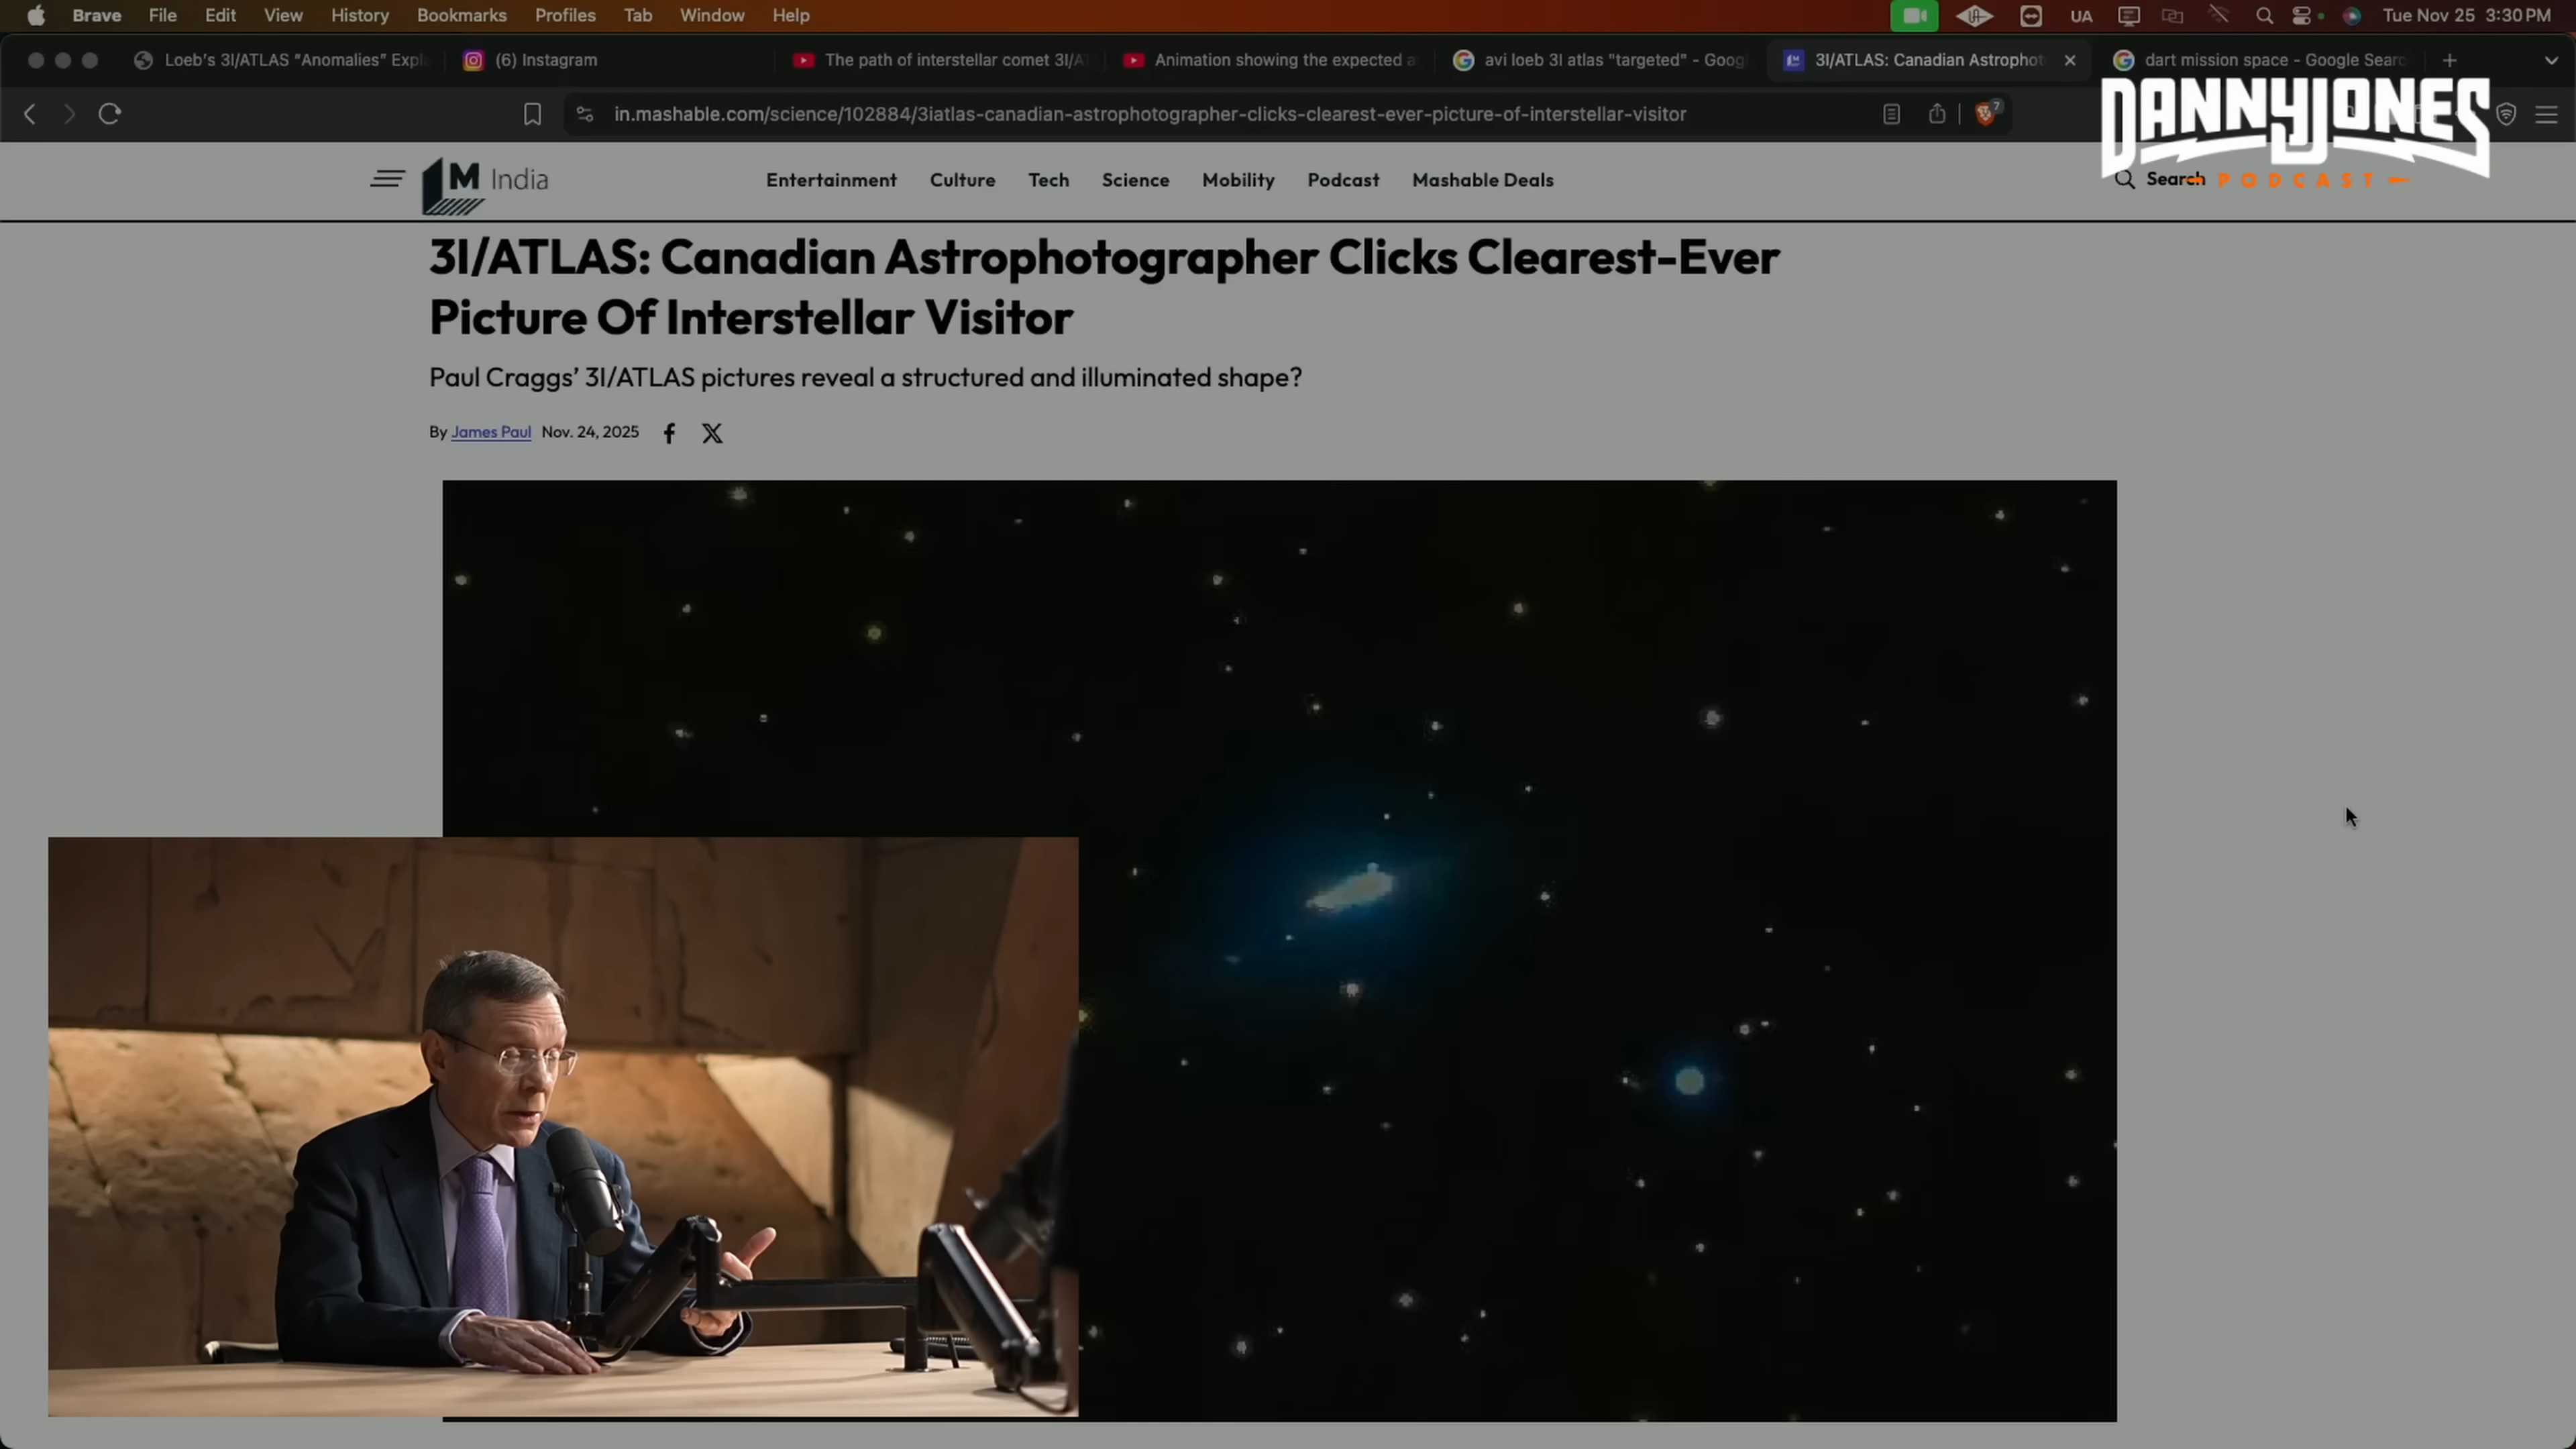 Brave File Edit View History Bookmarks Profiles Tab Window Help UA Tue Nov 25 3:30 PM
Loeb's 3I/ATLAS "Anomalies" Expl (6) Instagram The path of interstellar comet 3I/A Animation showing the expected a avi loeb 3I atlas "targeted" - Goog 3I/ATLAS: Canadian Astrophot dart mission space - Google Searc
in.mashable.com/science/102884/3iatlas-canadian-astrophotographer-clicks-clearest-ever-picture-of-interstellar-visitor 7
DANNY JONES
PODCAST
M India Entertainment Culture Tech Science Mobility Podcast Mashable Deals Search
3I/ATLAS: Canadian Astrophotographer Clicks Clearest-Ever
Picture Of Interstellar Visitor
Paul Craggs' 3I/ATLAS pictures reveal a structured and illuminated shape?
By James Paul Nov. 24, 2025